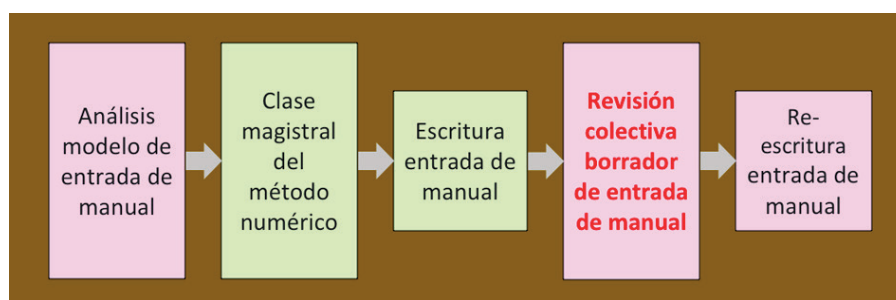 Análisis
modelo de
entrada de
manual
Clase
magistral
del
método
numérico
Escritura
entrada de
manual
Revisión
colectiva
borrador
de entrada
de manual
Re-
escritura
entrada de
manual